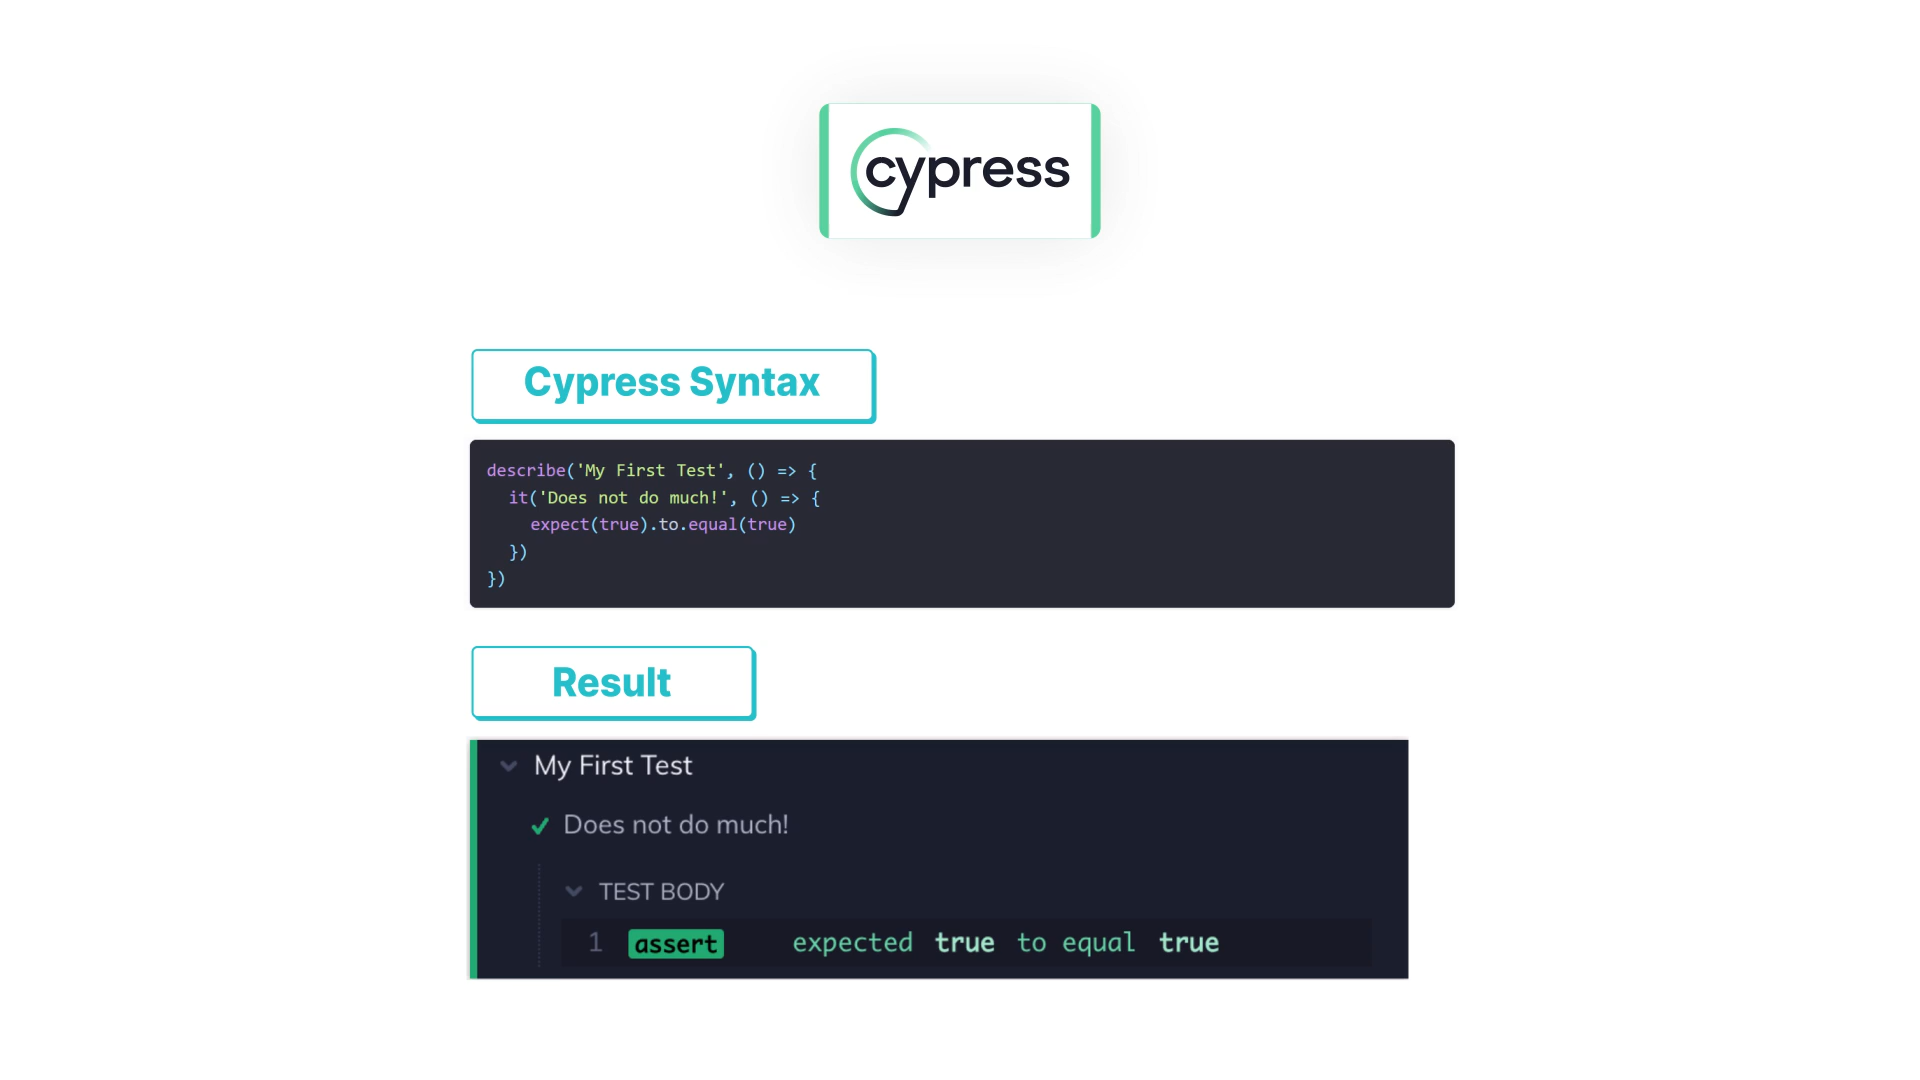 cypress
Cypress Syntax
describe('My First Test', () => {
  it('Does not do much!', () => {
    expect(true).to.equal(true)
  })
})
Result
My First Test
✔ Does not do much!
TEST BODY
1 assert expected true to equal true